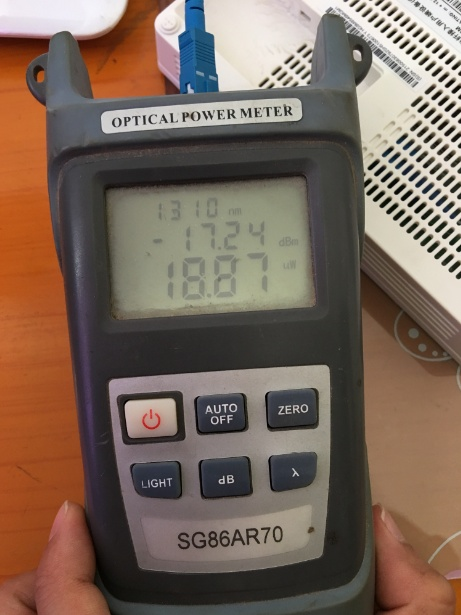 OPTICAL POWER METER
1310 nm
-17.24 dBm
18.87 uW
AUTO OFF
ZERO
LIGHT
dB
λ
SG86AR70